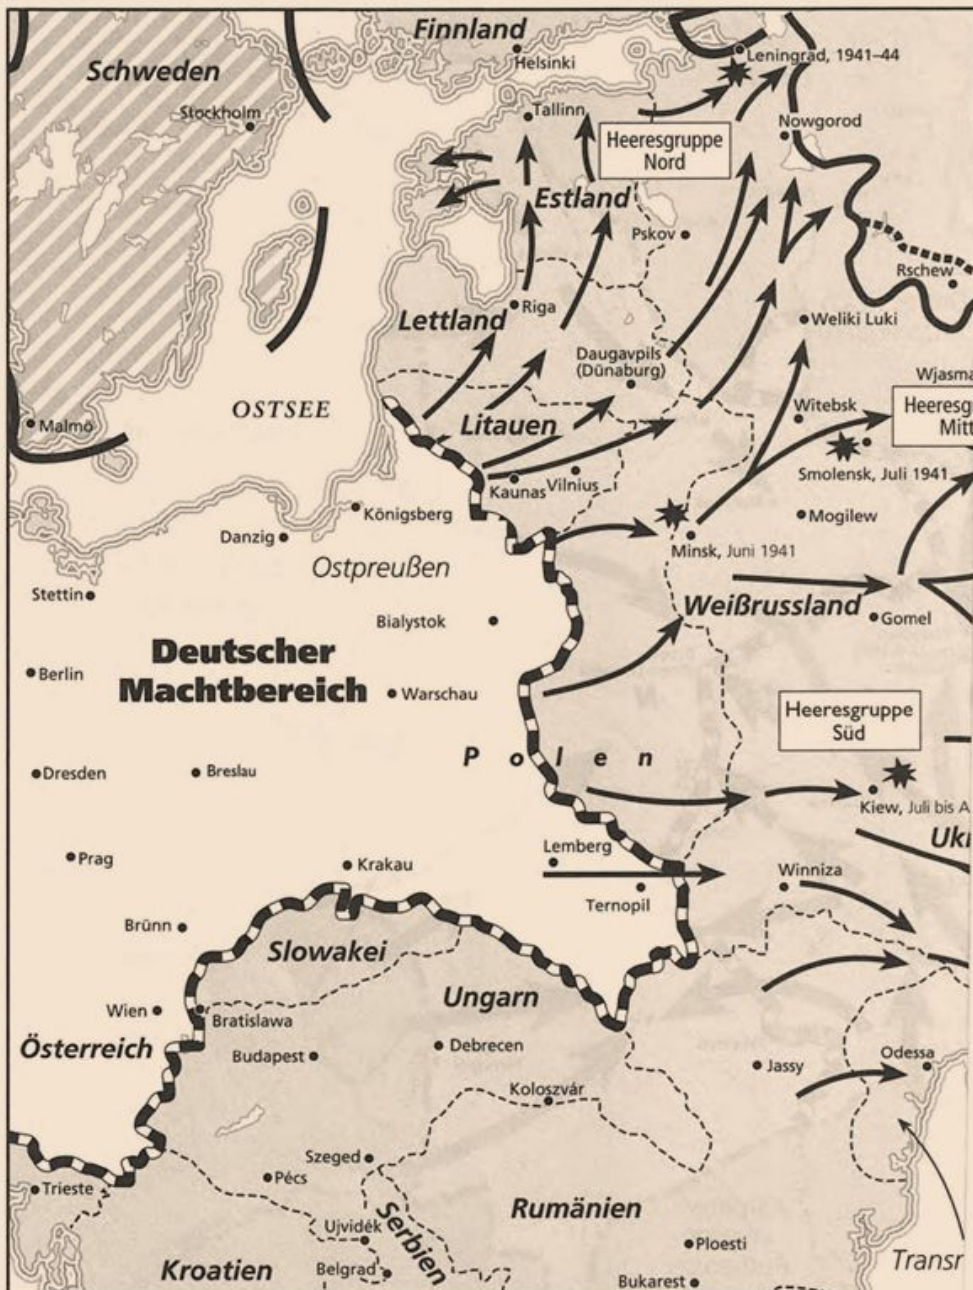 Finnland
Helsinki
Schweden
Stockholm
Leningrad, 1941–44
Tallinn
Nowgorod
Heeresgruppe
Nord
Estland
Pskov
Rschew
Riga
Lettland
Weliki Luki
Daugavpils
(Dünaburg)
Wjasma
OSTSEE
Malmö
Litauen
Witebsk
Heeresg
Mitt
Smolensk, Juli 1941
Kaunas
Vilnius
Königsberg
Mogilew
Danzig
Minsk, Juni 1941
Ostpreußen
Stettin
Bialystok
Weißrussland
Gomel
Deutscher
Machtbereich
Berlin
Warschau
Heeresgruppe
Süd
Polen
Dresden
Breslau
Kiew, Juli bis A
Ukr
Prag
Krakau
Lemberg
Winniza
Ternopil
Brünn
Slowakei
Ungarn
Wien
Bratislawa
Österreich
Budapest
Debrecen
Jassy
Odessa
Koloszvár
Szeged
Pécs
Trieste
Rumänien
Serbien
Ujvidék
Ploesti
Transr
Kroatien
Belgrad
Bukarest